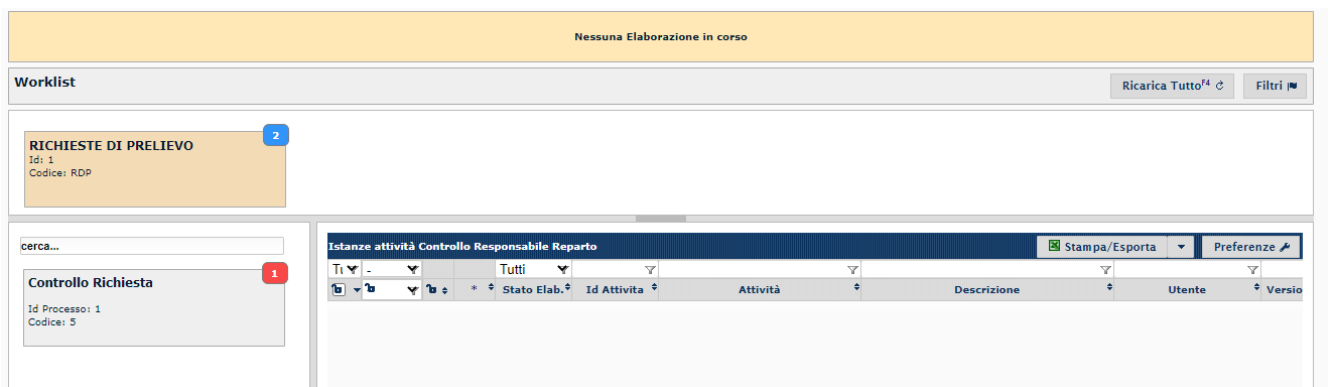 Nessuna Elaborazione in corso
Worklist
Ricarica Tutto F4
Filtri
2
RICHIESTE DI PRELIEVO
Id: 1
Codice: RDP
cerca...
1
Controllo Richiesta
Id Processo: 1
Codice: 5
Istanze attività Controllo Responsabile Reparto
Stampa/Esporta
Preferenze
- Tutti
* Stato Elab. Id Attivita Attività Descrizione Utente Versio